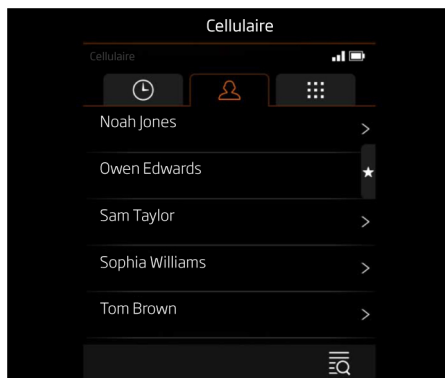 Cellulaire
Cellulaire
Noah Jones
Owen Edwards
Sam Taylor
Sophia Williams
Tom Brown